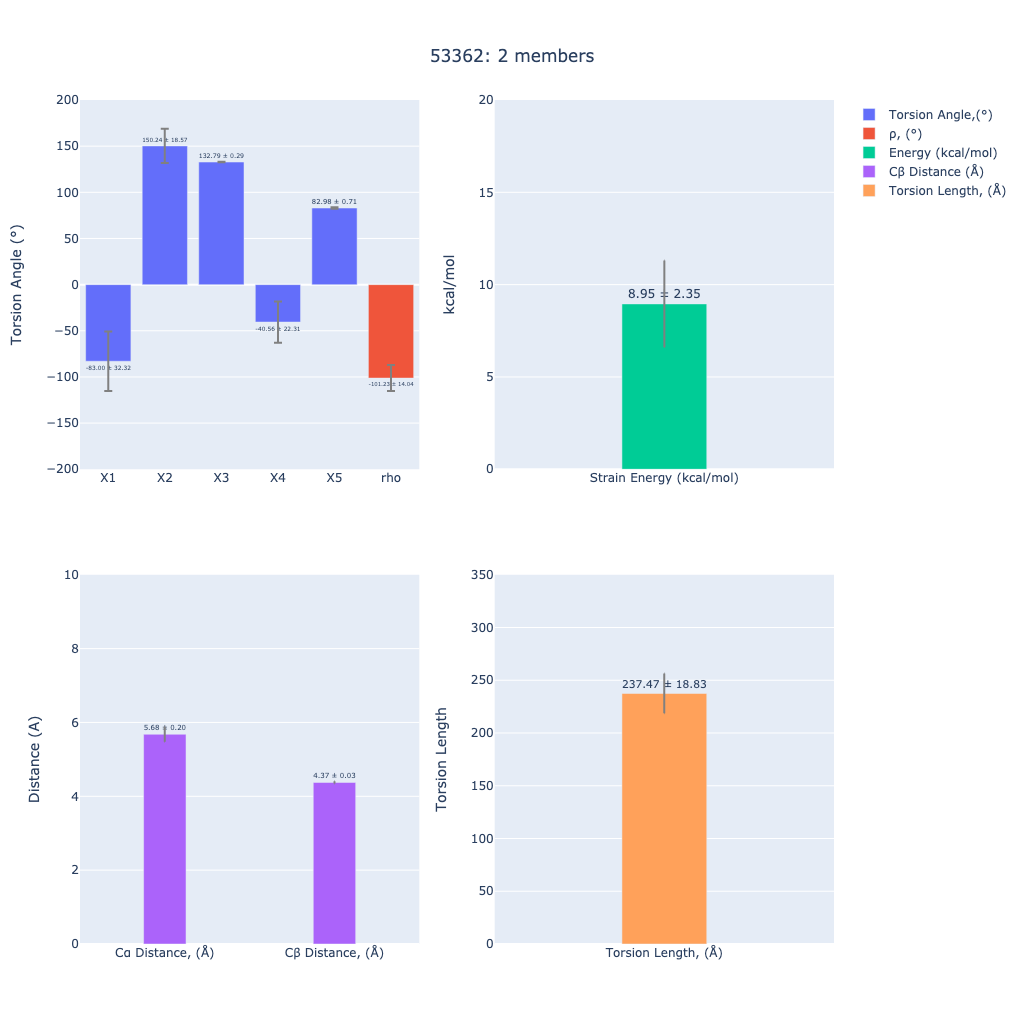 53362: 2 members
200
150
100
50
0
−50
−100
−150
−200
Torsion Angle (°)
150.24 ± 18.57
132.79 ± 0.29
82.98 ± 0.71
-83.00 ± 32.32
-40.56 ± 22.31
-101.23 ± 14.04
X1
X2
X3
X4
X5
rho
20
15
10
5
0
kcal/mol
8.95 ± 2.35
Strain Energy (kcal/mol)
Torsion Angle,(°)
ρ, (°)
Energy (kcal/mol)
Cβ Distance (Å)
Torsion Length, (Å)
10
8
6
4
2
0
Distance (A)
5.68 ± 0.20
4.37 ± 0.03
Cα Distance, (Å)
Cβ Distance, (Å)
350
300
250
200
150
100
50
0
Torsion Length
237.47 ± 18.83
Torsion Length, (Å)